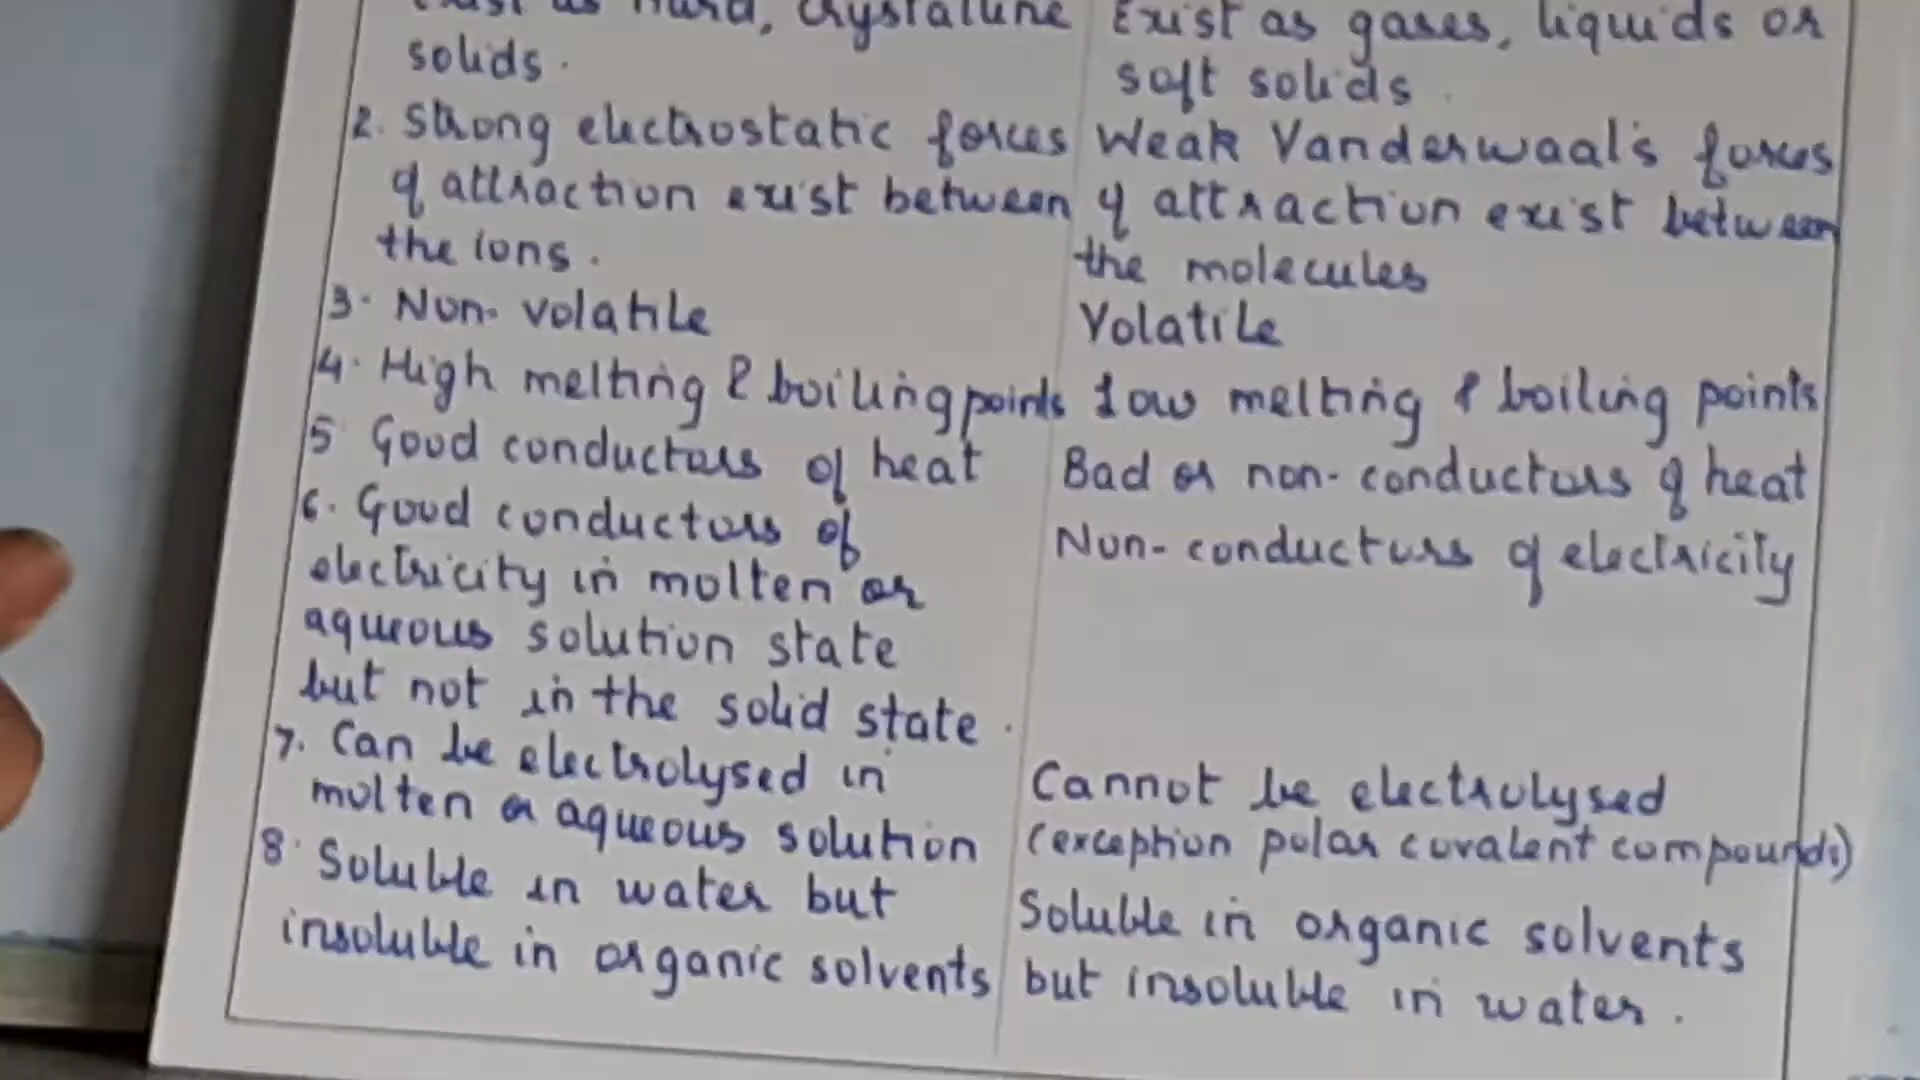 Exist as hard, crystalline
solids.
2. Strong electrostatic forces
of attraction exist between
the ions.
3. Non-volatile
4. High melting & boiling points
5 Good conductors of heat
6. Good conductors of
electricity in molten or
aqueous solution state
but not in the solid state.
7. Can be electrolysed in
molten or aqueous solution
8. Soluble in water but
insoluble in organic solvents
Exist as gases, liquids or
soft solids.
Weak Vanderwaal's forces
of attraction exist between
the molecules
Volatile
Low melting & boiling points
Bad or non-conductors of heat
Non-conductors of electricity
Cannot be electrolysed
(exception polar covalent compounds)
Soluble in organic solvents
but insoluble in water.